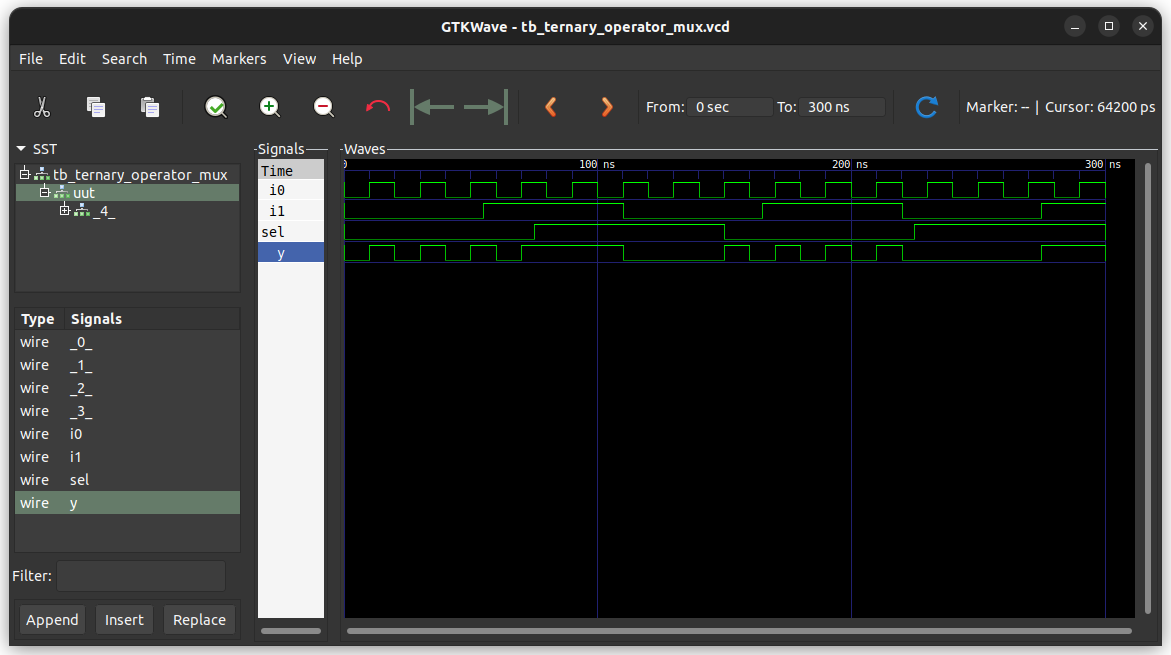 GTKWave - tb_ternary_operator_mux.vcd
File Edit Search Time Markers View Help
From: 0 sec To: 300 ns Marker: -- | Cursor: 64200 ps
SST
tb_ternary_operator_mux
uut
_4_
Type Signals
wire _0_
wire _1_
wire _2_
wire _3_
wire i0
wire i1
wire sel
wire y
Filter:
Append Insert Replace
Signals
Time
i0
i1
sel
y
Waves
0 100 ns 200 ns 300 ns